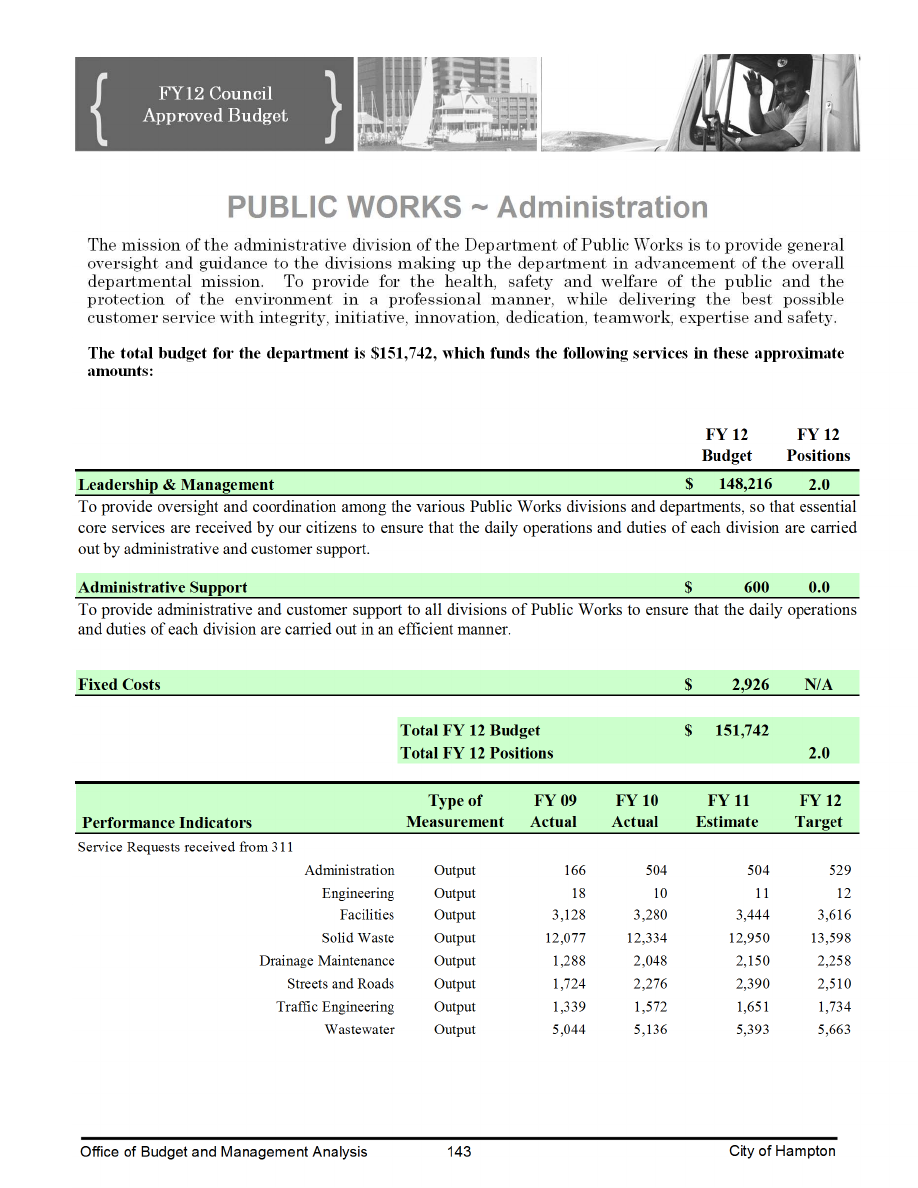 FY12 Council
Approved Budget
PUBLIC WORKS ~ Administration
The mission of the administrative division of the Department of Public Works is to provide general
oversight and guidance to the divisions making up the department in advancement of the overall
departmental mission. To provide for the health, safety and welfare of the public and the
protection of the environment in a professional manner, while delivering the best possible
customer service with integrity, initiative, innovation, dedication, teamwork, expertise and safety.
The total budget for the department is $151,742, which funds the following services in these approximate
amounts:
FY 12 FY 12
Budget Positions
Leadership & Management $ 148,216 2.0
To provide oversight and coordination among the various Public Works divisions and departments, so that essential
core services are received by our citizens to ensure that the daily operations and duties of each division are carried
out by administrative and customer support.
Administrative Support $ 600 0.0
To provide administrative and customer support to all divisions of Public Works to ensure that the daily operations
and duties of each division are carried out in an efficient manner.
Fixed Costs $ 2,926 N/A
Total FY 12 Budget $ 151,742
Total FY 12 Positions 2.0
Type of FY 09 FY 10 FY 11 FY 12
Performance Indicators Measurement Actual Actual Estimate Target
Service Requests received from 311
Administration Output 166 504 504 529
Engineering Output 18 10 11 12
Facilities Output 3,128 3,280 3,444 3,616
Solid Waste Output 12,077 12,334 12,950 13,598
Drainage Maintenance Output 1,288 2,048 2,150 2,258
Streets and Roads Output 1,724 2,276 2,390 2,510
Traffic Engineering Output 1,339 1,572 1,651 1,734
Wastewater Output 5,044 5,136 5,393 5,663
Office of Budget and Management Analysis 143 City of Hampton